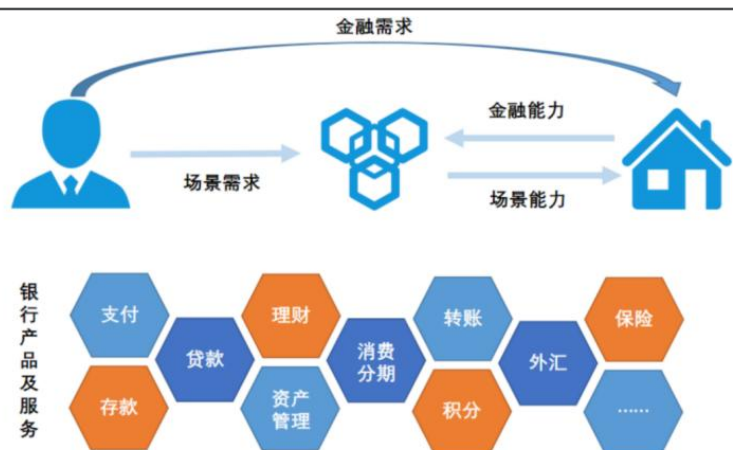 金融需求
金融能力
场景需求
场景能力
银行产品及服务
支付
理财
转账
保险
贷款
消费
分期
外汇
存款
资产
管理
积分
......